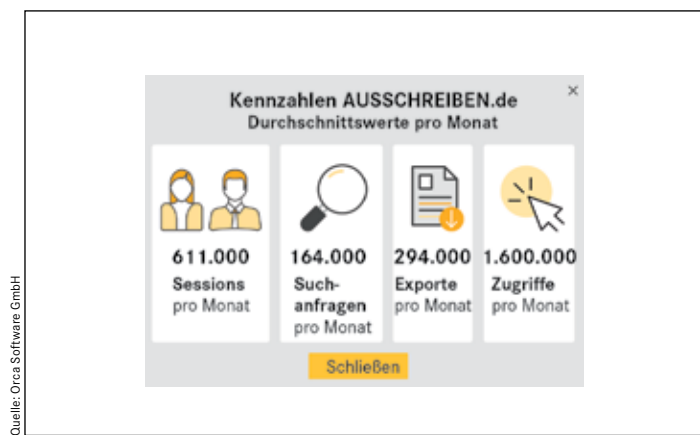 Kennzahlen AUSSCHREIBEN.de
×
Durchschnittswerte pro Monat
611.000
Sessions
pro Monat
164.000
Such-
anfragen
pro Monat
294.000
Exporte
pro Monat
1.600.000
Zugriffe
pro Monat
Schließen
Quelle: Orca Software GmbH